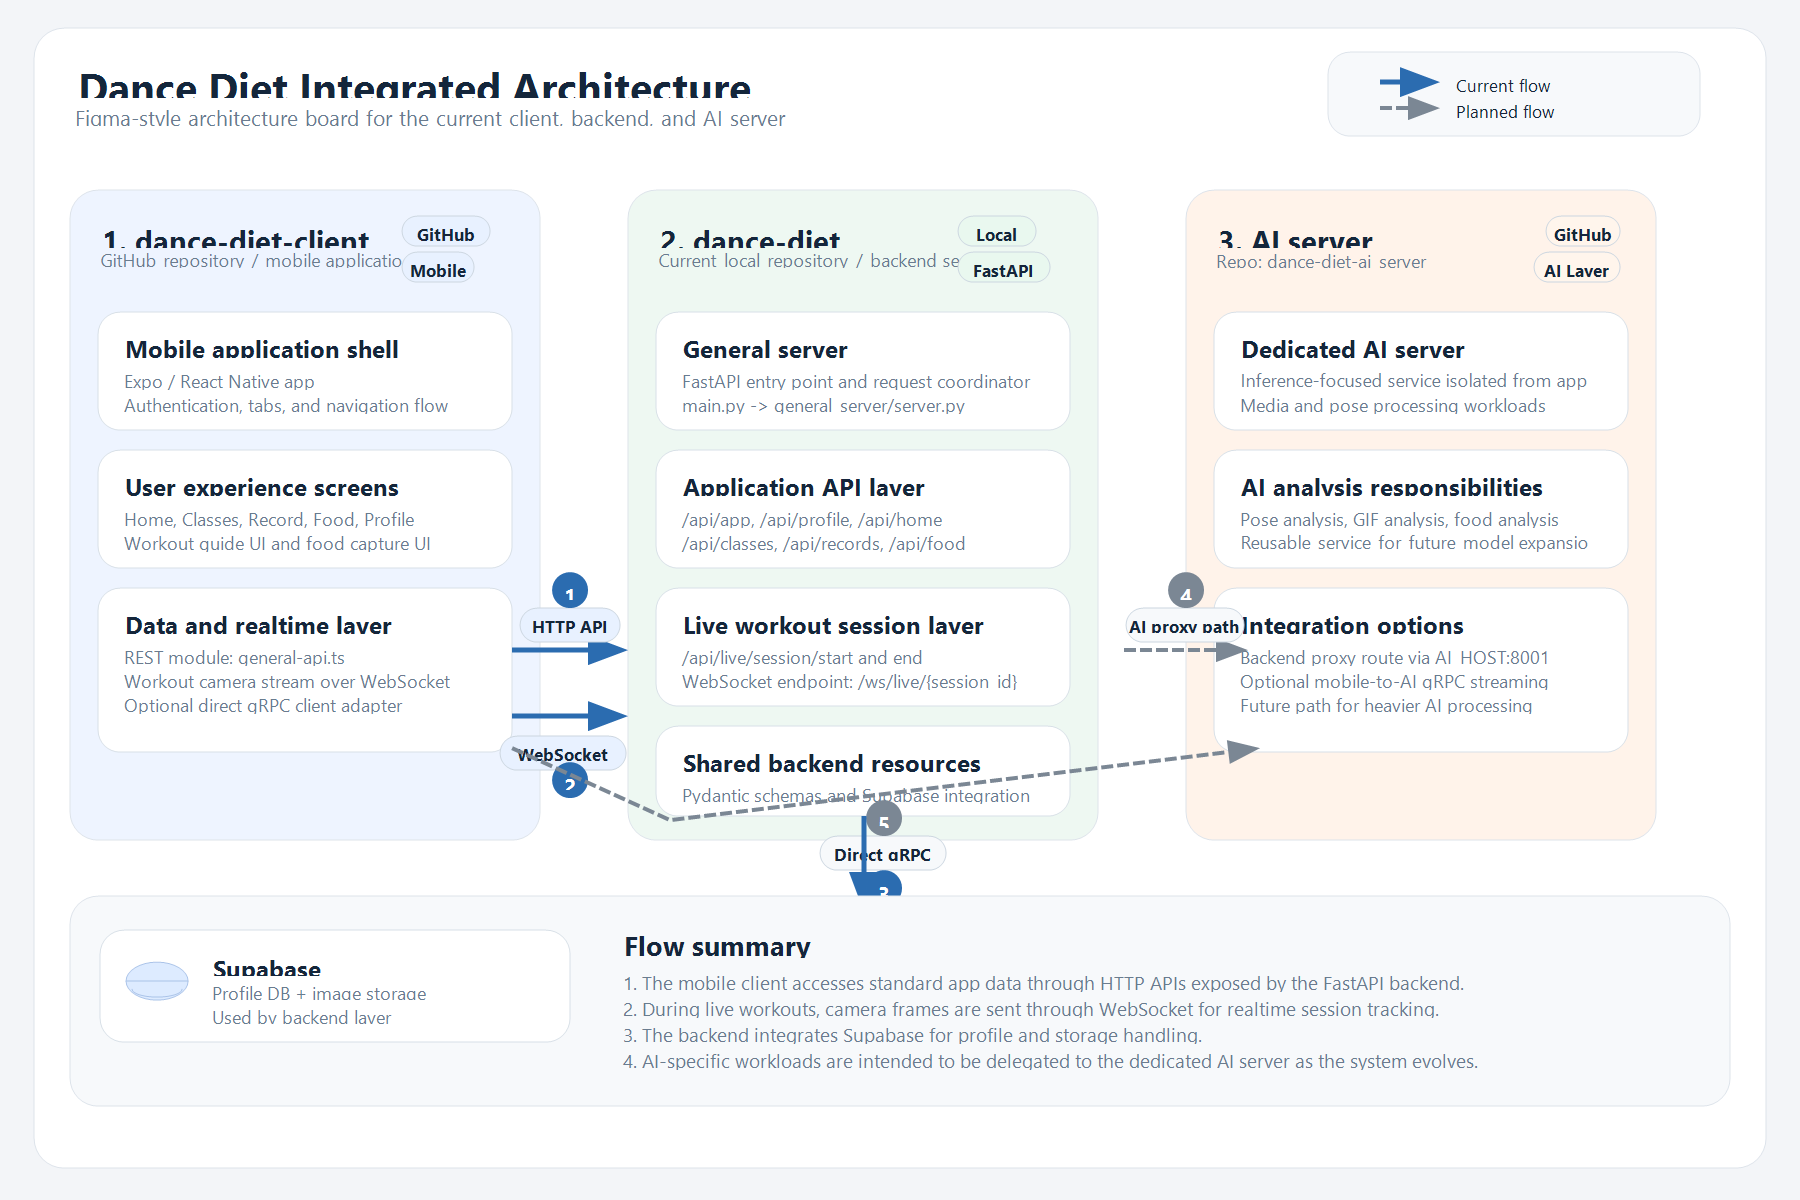 Dance Diet Integrated Architecture
Figma-style architecture board for the current client, backend, and AI server
Current flow
Planned flow
1. dance-diet-client
GitHub repository / mobile applicatio
GitHub
Mobile
Mobile application shell
Expo / React Native app
Authentication, tabs, and navigation flow
User experience screens
Home, Classes, Record, Food, Profile
Workout guide UI and food capture UI
Data and realtime layer
REST module: general-api.ts
Workout camera stream over WebSocket
Optional direct gRPC client adapter
1
HTTP API
WebSocket
2
2. dance-diet
Current local repository / backend se
Local
FastAPI
General server
FastAPI entry point and request coordinator
main.py -> general_server/server.py
Application API layer
/api/app, /api/profile, /api/home
/api/classes, /api/records, /api/food
Live workout session layer
/api/live/session/start and end
WebSocket endpoint: /ws/live/{session_id}
Shared backend resources
Pydantic schemas and Supabase integration
5
Direct gRPC
3
4
AI proxy path
3. AI server
Repo: dance-diet-ai_server
GitHub
AI Layer
Dedicated AI server
Inference-focused service isolated from app
Media and pose processing workloads
AI analysis responsibilities
Pose analysis, GIF analysis, food analysis
Reusable service for future model expansio
Integration options
Backend proxy route via AI_HOST:8001
Optional mobile-to-AI gRPC streaming
Future path for heavier AI processing
Supabase
Profile DB + image storage
Used by backend layer
Flow summary
1. The mobile client accesses standard app data through HTTP APIs exposed by the FastAPI backend.
2. During live workouts, camera frames are sent through WebSocket for realtime session tracking.
3. The backend integrates Supabase for profile and storage handling.
4. AI-specific workloads are intended to be delegated to the dedicated AI server as the system evolves.